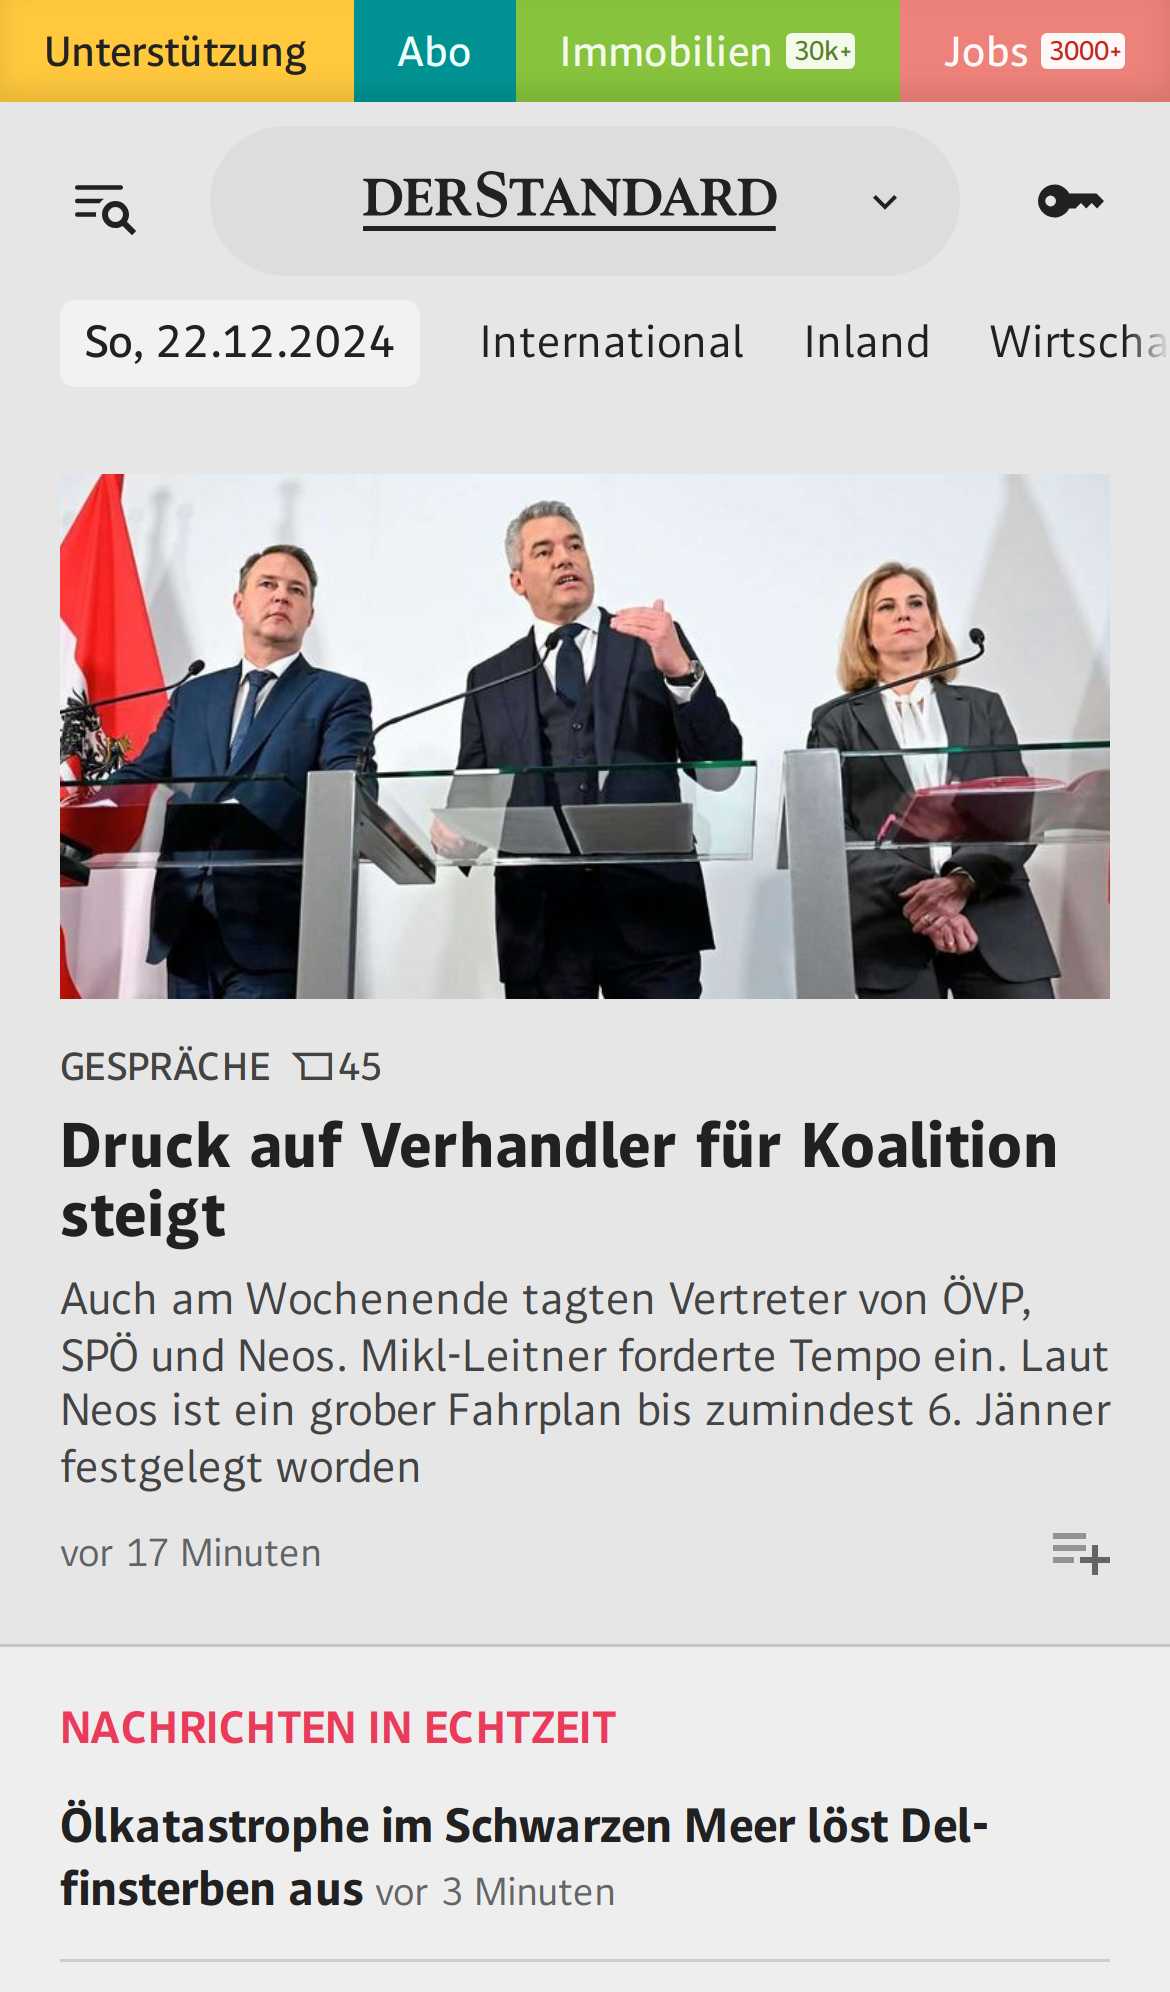 Unterstützung
Abo
Immobilien 30k+
Jobs 3000+
DERSTANDARD
So, 22.12.2024
International
Inland
Wirtscha
GESPRÄCHE 45
Druck auf Verhandler für Koalition
steigt
Auch am Wochenende tagten Vertreter von ÖVP,
SPÖ und Neos. Mikl-Leitner forderte Tempo ein. Laut
Neos ist ein grober Fahrplan bis zumindest 6. Jänner
festgelegt worden
vor 17 Minuten
NACHRICHTEN IN ECHTZEIT
Ölkatastrophe im Schwarzen Meer löst Del-
finsterben aus vor 3 Minuten